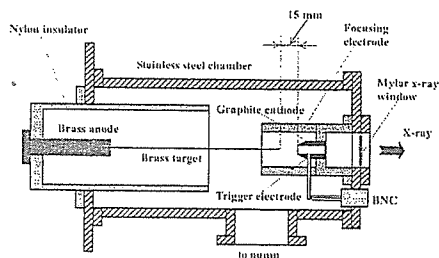 15 mm
Focusing
electrode
Nylon insulator
Stainless steel chamber
Mylar x-ray
window
Graphite cathode
Brass anode
X-ray
Brass target
Trigger electrode
BNC
to pump